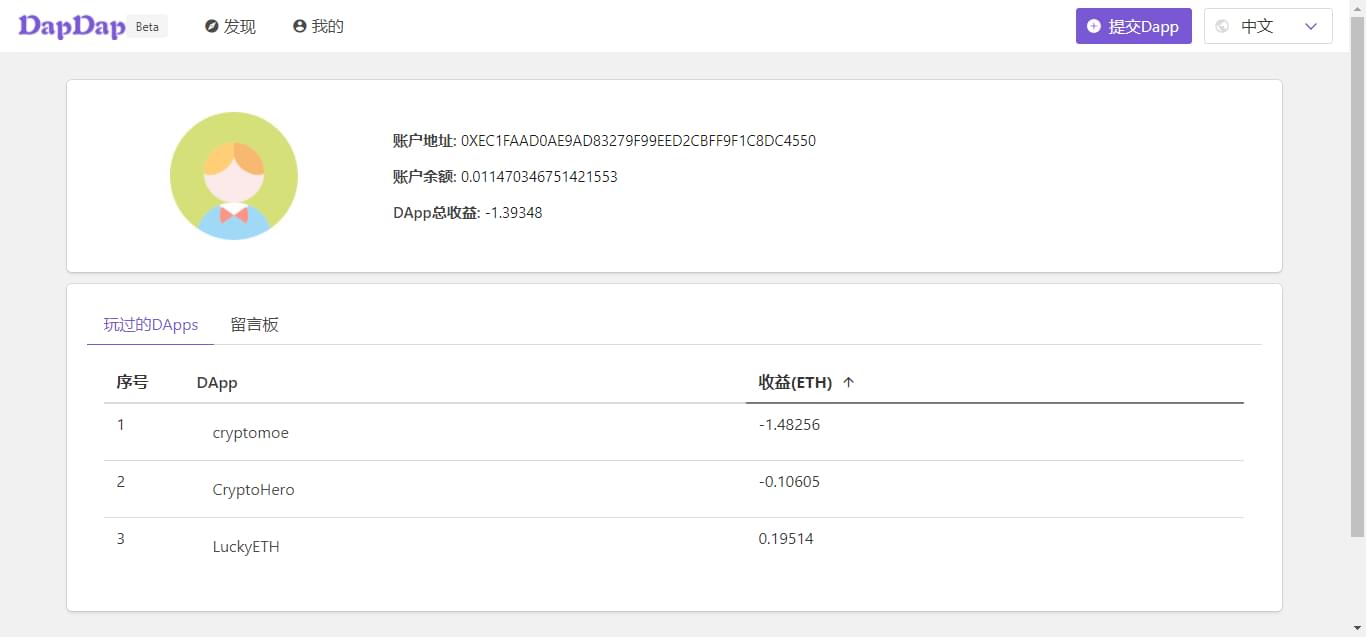 DapDap Beta 发现 我的 提交Dapp 中文
账户地址: 0XEC1FAAD0AE9AD83279F99EED2CBFF9F1C8DC4550
账户余额: 0.011470346751421553
DApp总收益: -1.39348
玩过的DApps 留言板
序号 DApp 收益(ETH) ↑
1 cryptomoe -1.48256
2 CryptoHero -0.10605
3 LuckyETH 0.19514